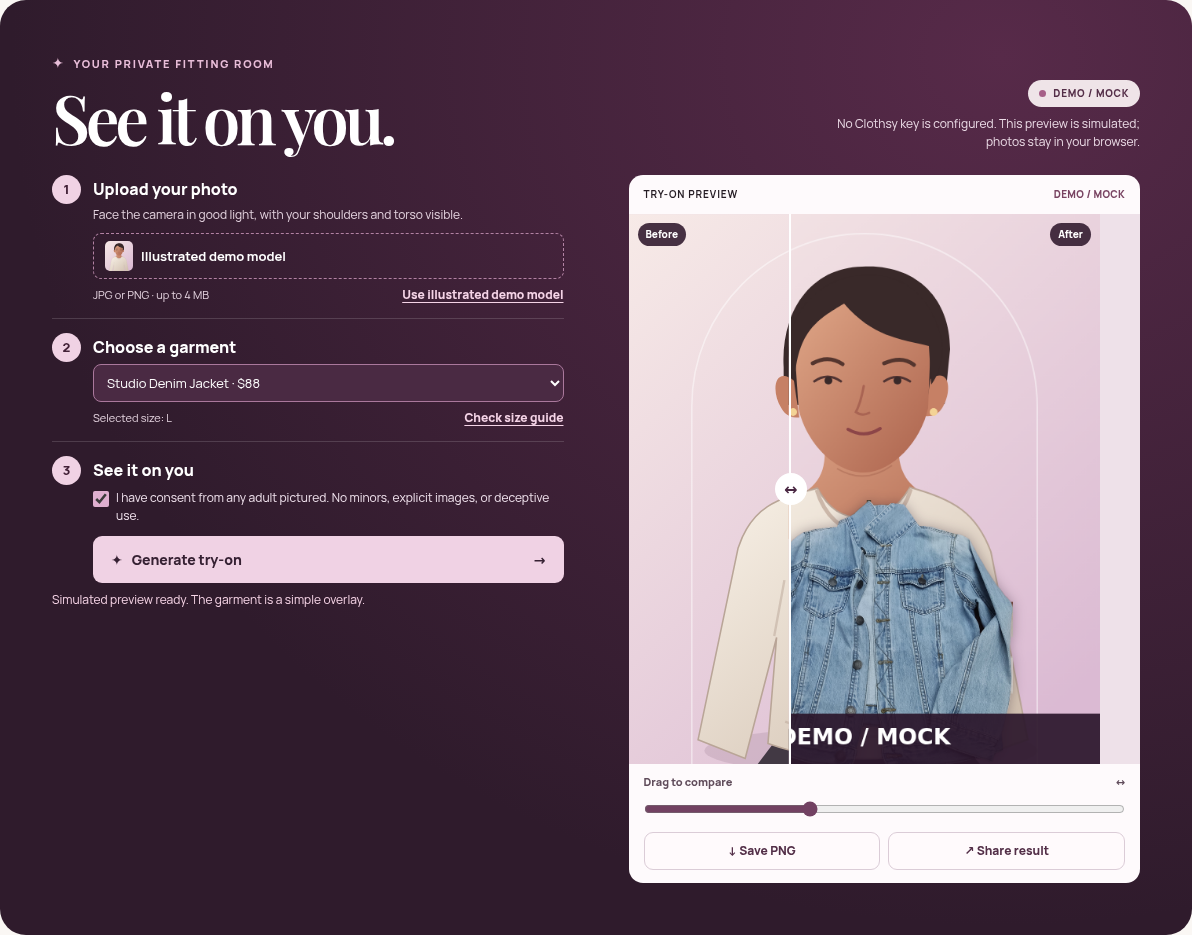 ✦ YOUR PRIVATE FITTING ROOM
See it on you.
DEMO / MOCK
No Clothsy key is configured. This preview is simulated;
photos stay in your browser.
1
Upload your photo
Face the camera in good light, with your shoulders and torso visible.
Illustrated demo model
JPG or PNG · up to 4 MB
Use illustrated demo model
2
Choose a garment
Studio Denim Jacket · $88
Selected size: L
Check size guide
3
See it on you
I have consent from any adult pictured. No minors, explicit images, or deceptive
use.
✦ Generate try-on →
Simulated preview ready. The garment is a simple overlay.
TRY-ON PREVIEW
DEMO / MOCK
Before
After
↔
DEMO / MOCK
Drag to compare
↔
↓ Save PNG
↗ Share result